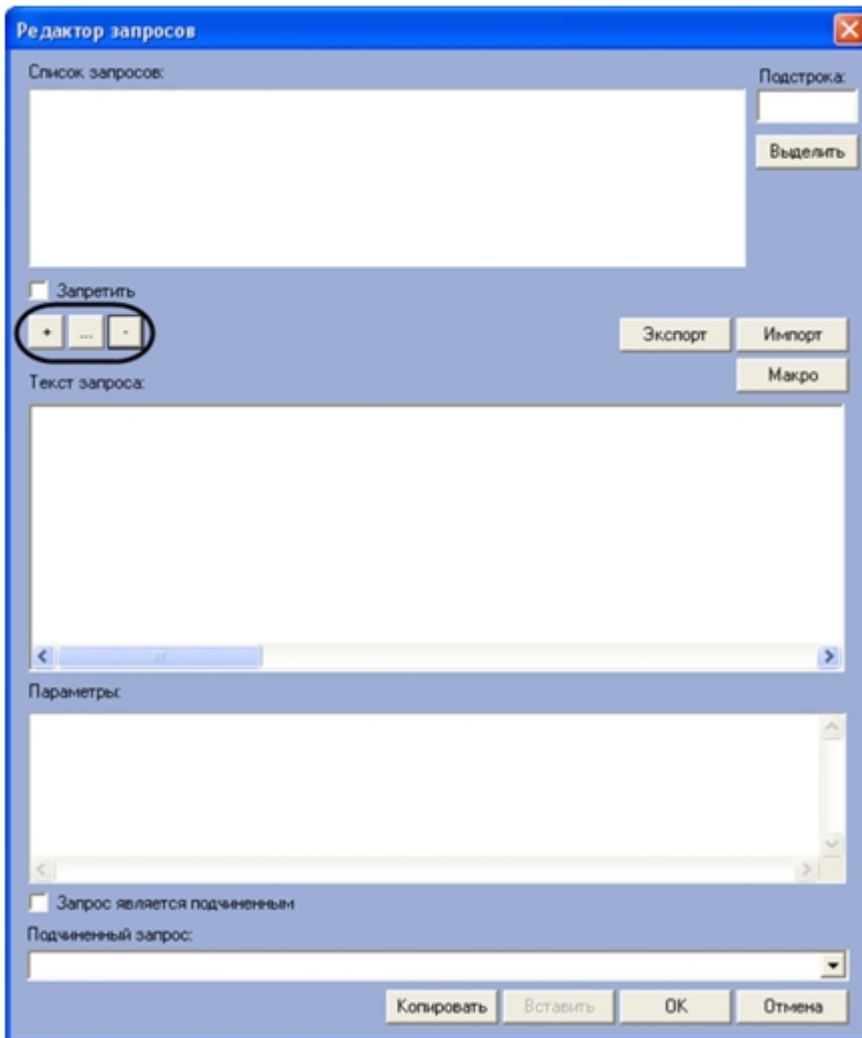 Редактор запросов
Список запросов:
Подстрока:
Выделить
Запретить
+ ... -
Экспорт Импорт
Макро
Текст запроса:
Параметры:
Запрос является подчиненным
Подчиненный запрос:
Копировать Вставить OK Отмена